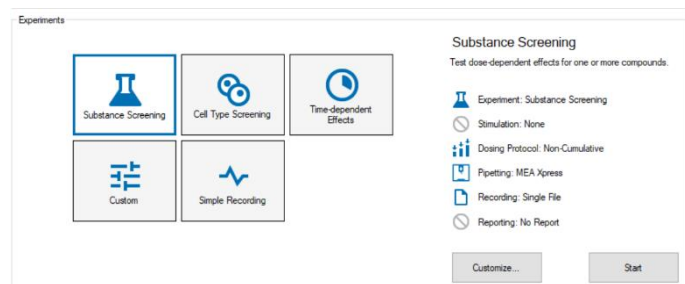 Experiments
Substance Screening
Cell Type Screening
Time-dependent
Effects
Custom
Simple Recording
Substance Screening
Test dose-dependent effects for one or more compounds.
Experiment: Substance Screening
Stimulation: None
Dosing Protocol: Non-Cumulative
Pipetting: MEA Xpress
Recording: Single File
Reporting: No Report
Customize...
Start